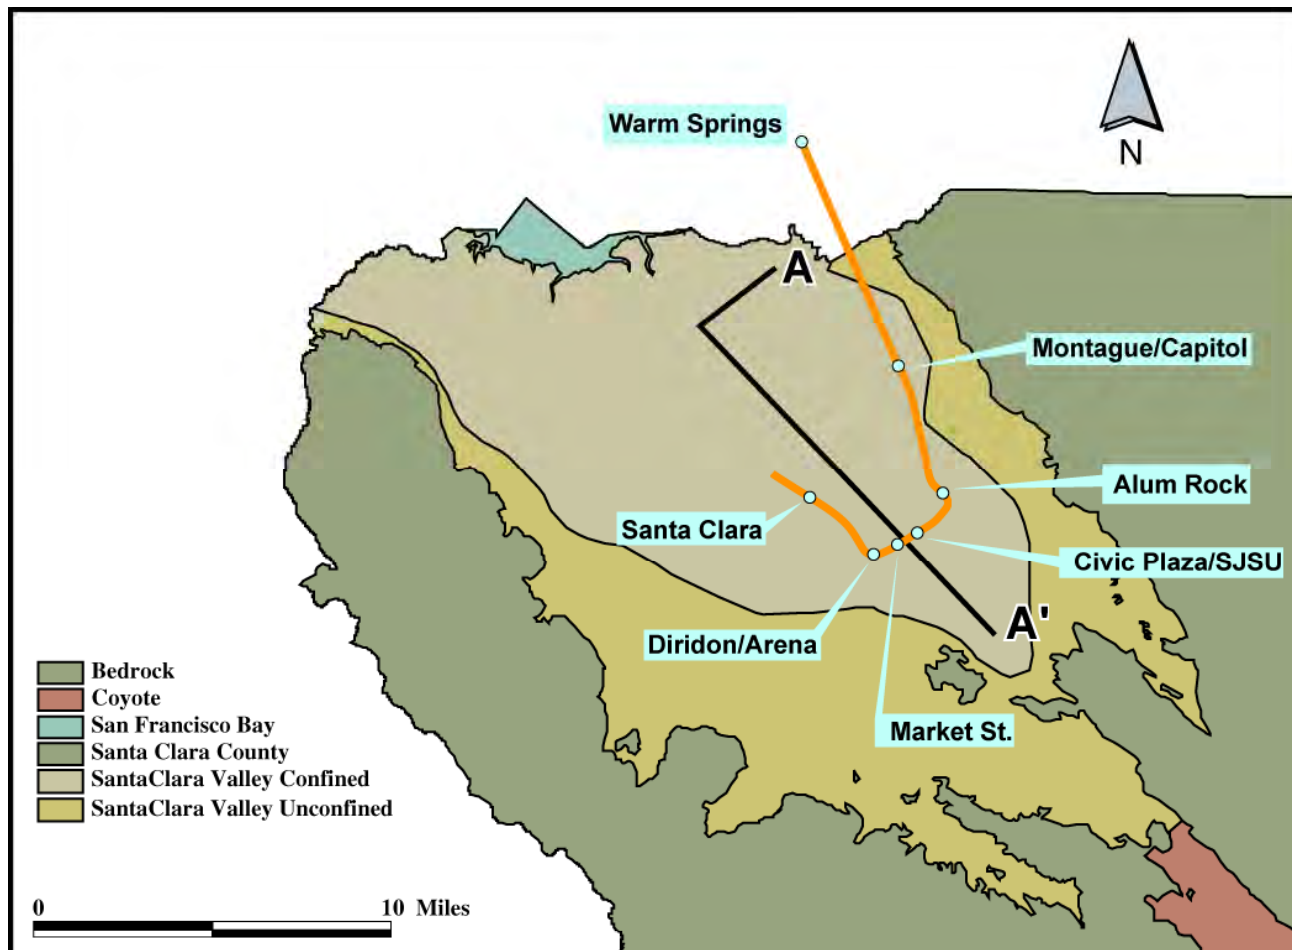 Warm Springs
N
A
Montague/Capitol
Alum Rock
Santa Clara
Civic Plaza/SJSU
A'
Diridon/Arena
Market St.
Bedrock
Coyote
San Francisco Bay
Santa Clara County
SantaClara Valley Confined
SantaClara Valley Unconfined
0 10 Miles